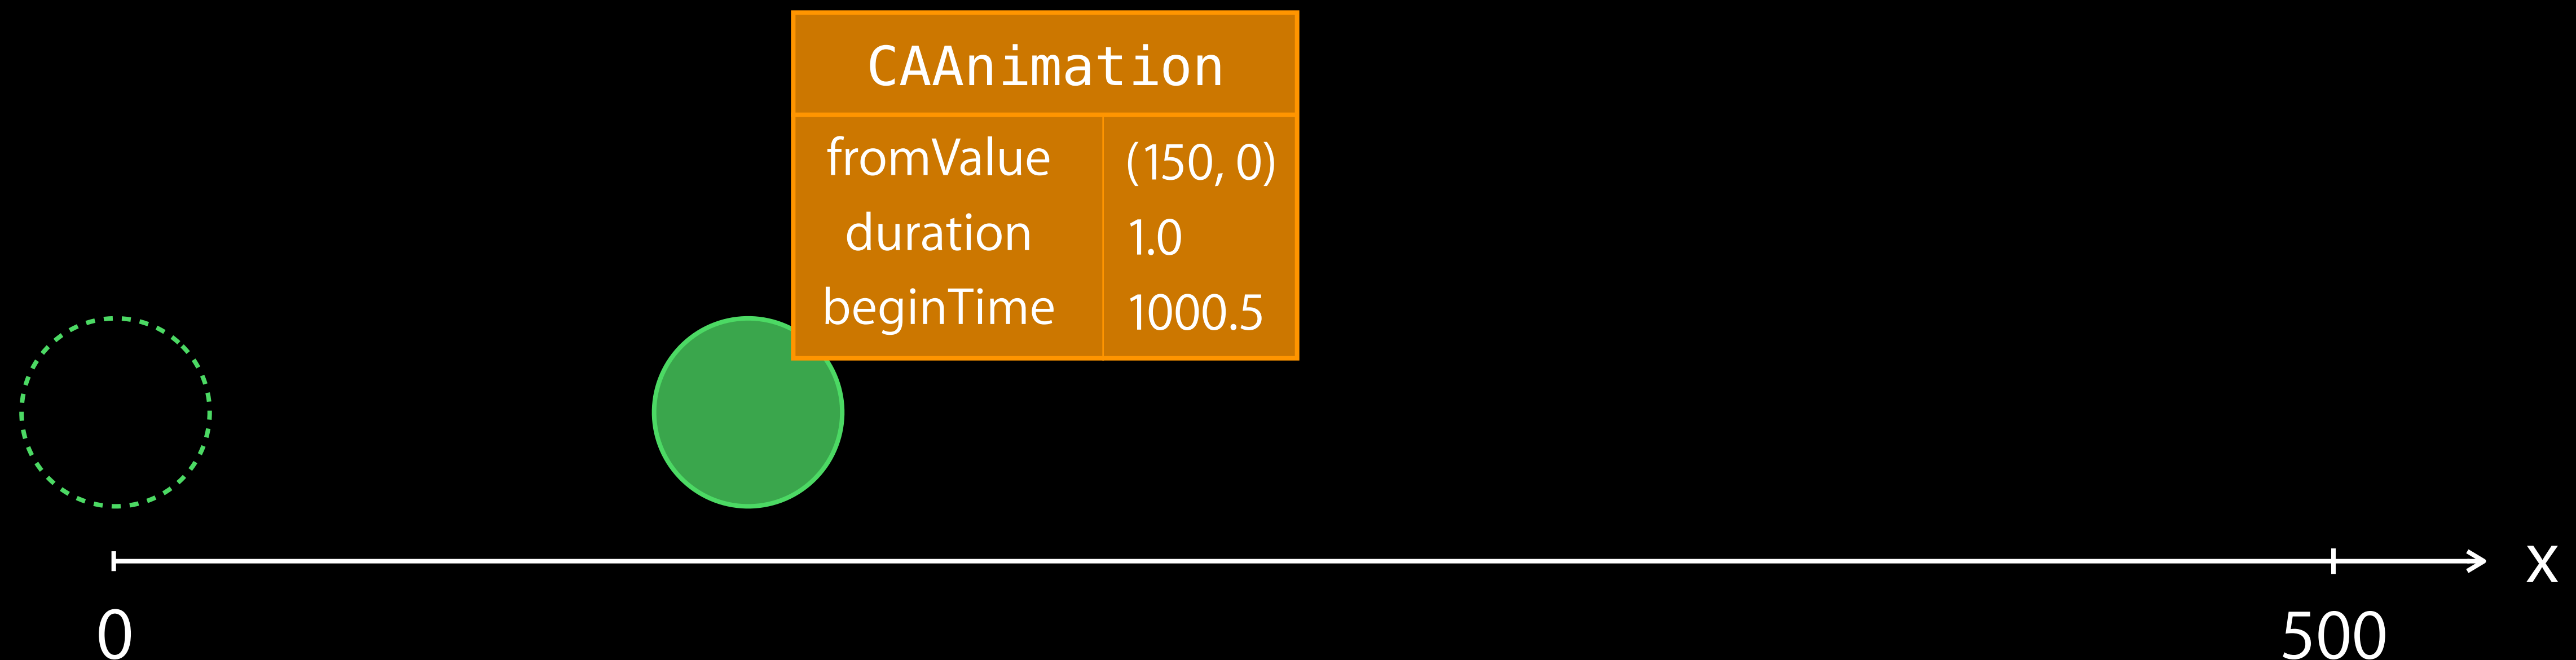 CAAnimation
fromValue (150, 0)
duration 1.0
beginTime 1000.5
X
0 500